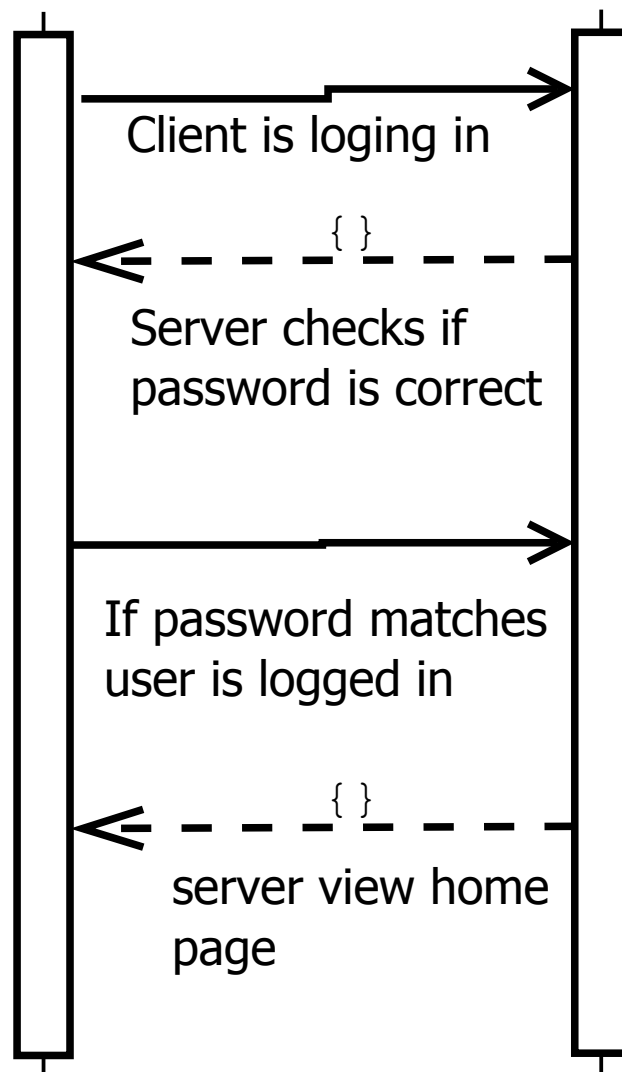 Client is loging in
{ }
Server checks if
password is correct
If password matches
user is logged in
{ }
server view home
page